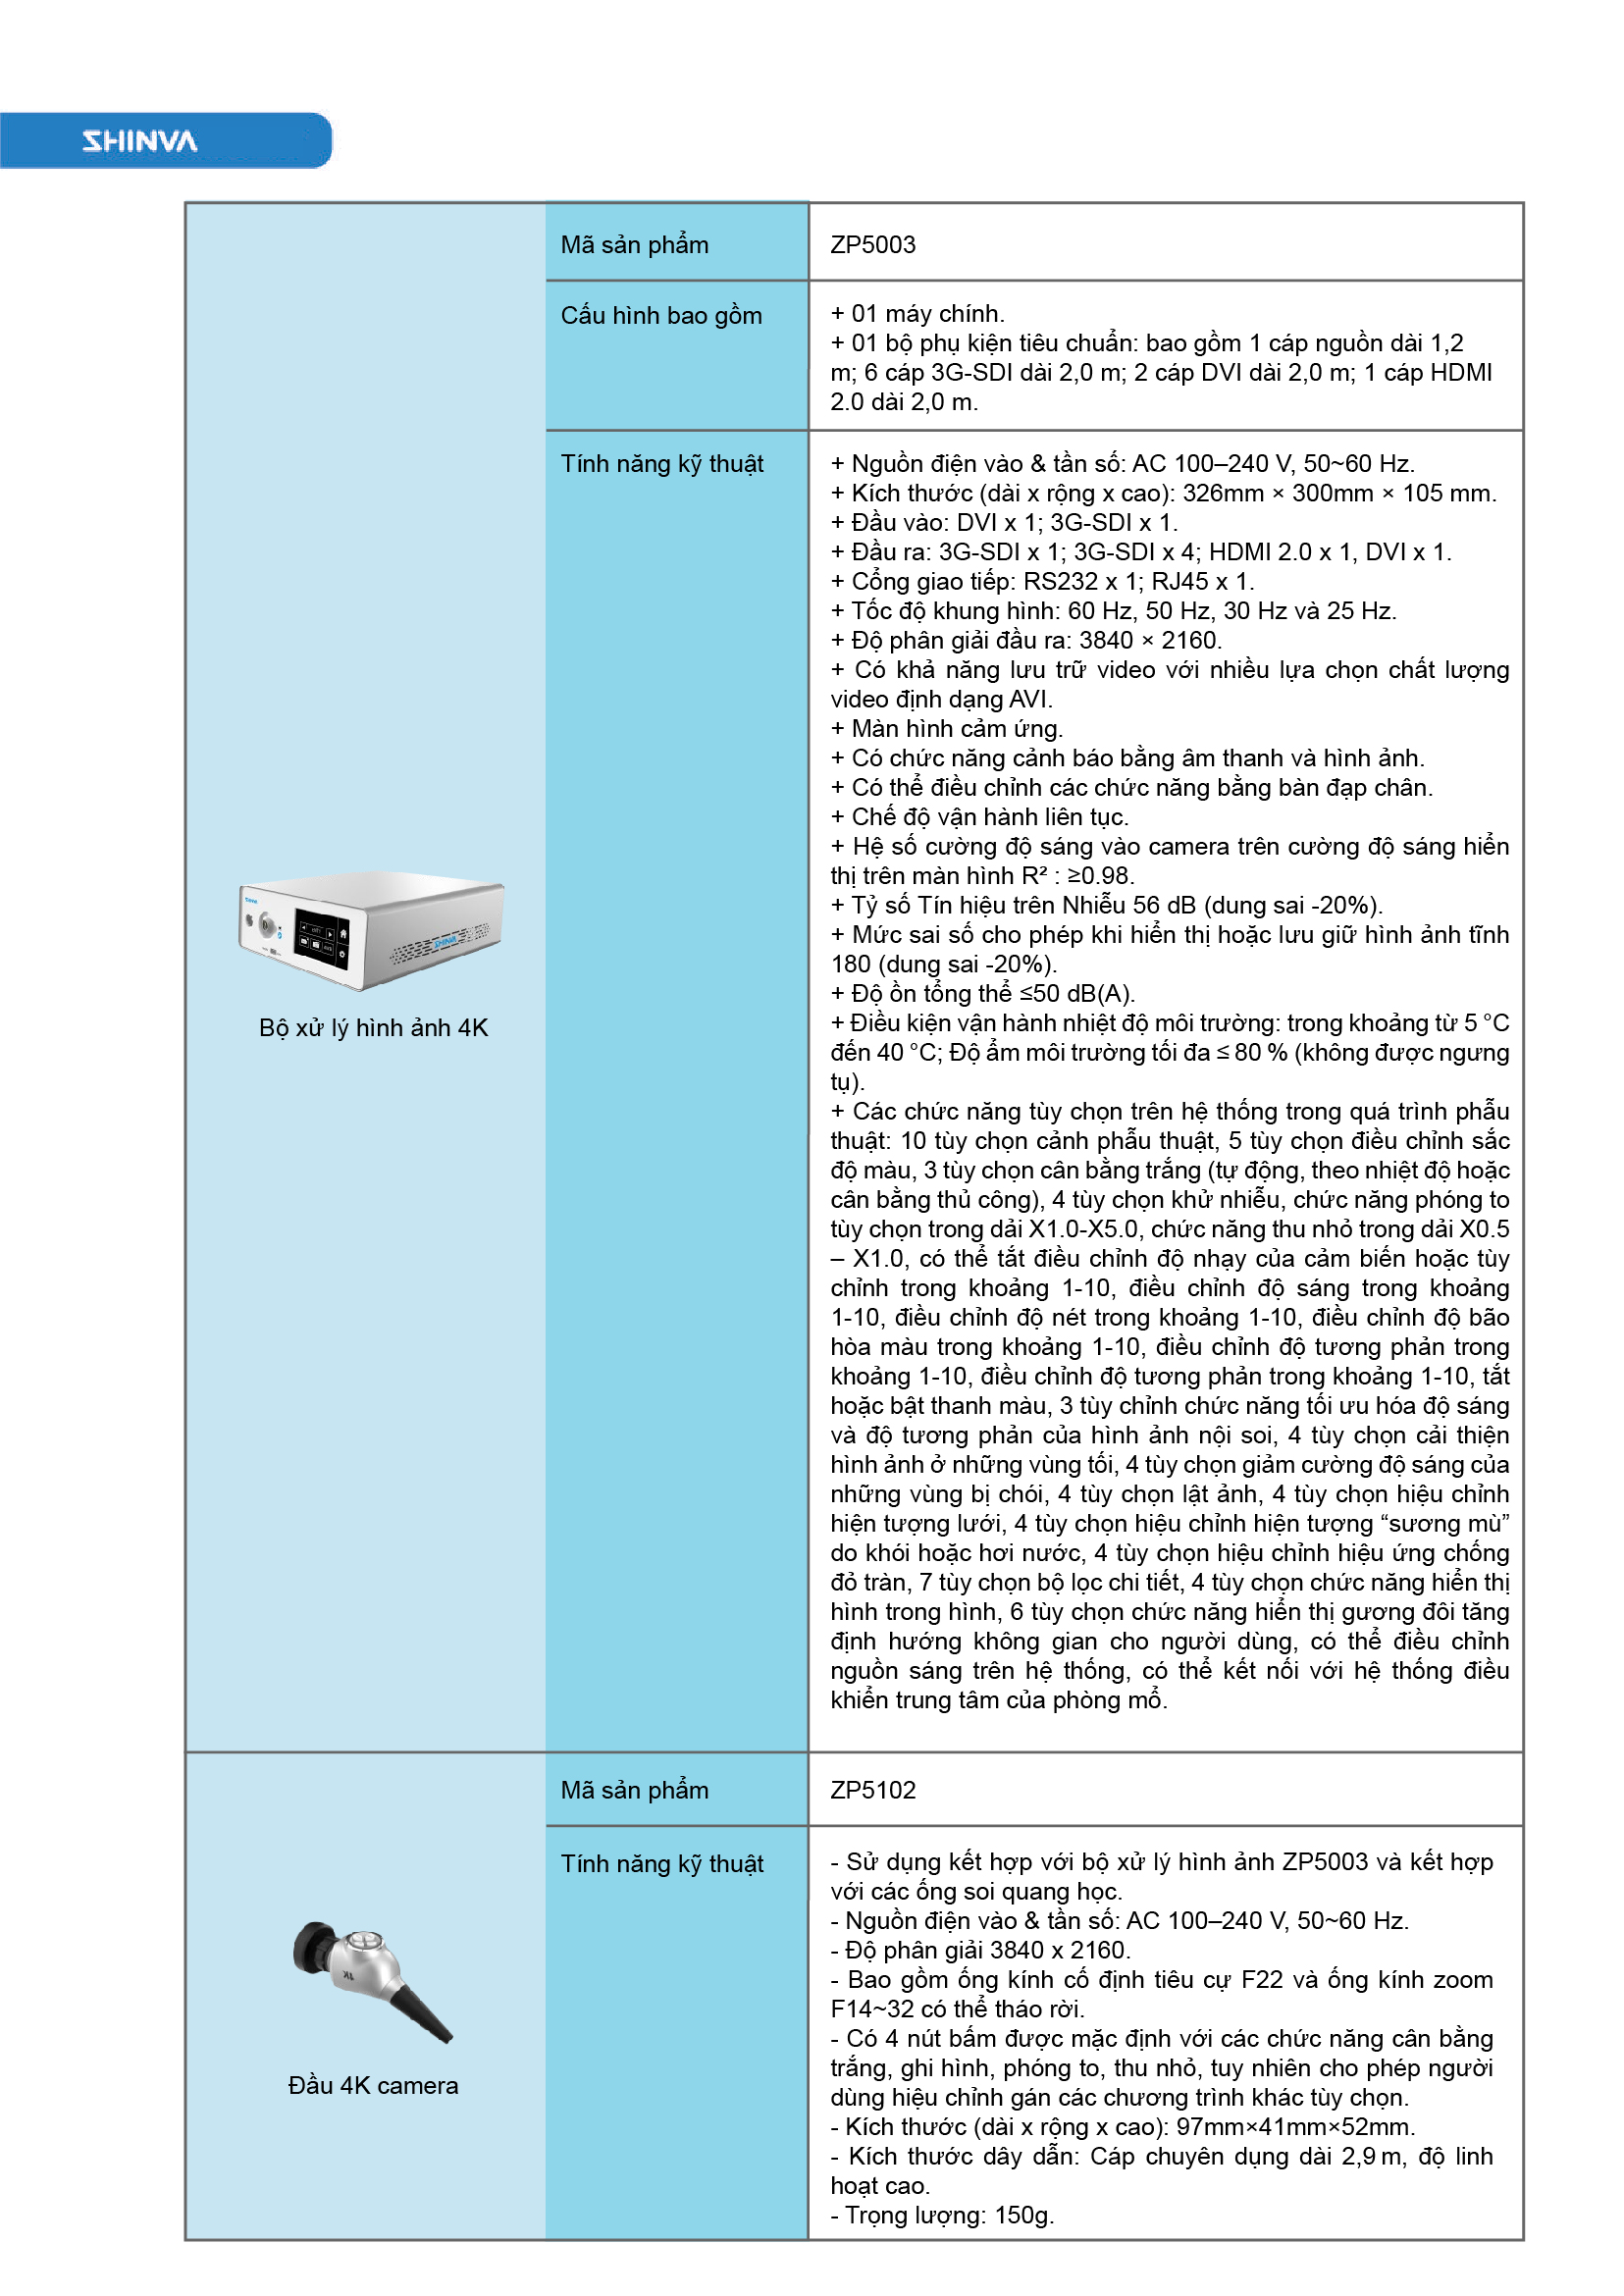 SHINVA
Mã sản phẩm
ZP5003
Cấu hình bao gồm
+ 01 máy chính.
+ 01 bộ phụ kiện tiêu chuẩn: bao gồm 1 cáp nguồn dài 1,2
m; 6 cáp 3G-SDI dài 2,0 m; 2 cáp DVI dài 2,0 m; 1 cáp HDMI
2.0 dài 2,0 m.
Tính năng kỹ thuật
+ Nguồn điện vào & tần số: AC 100–240 V, 50~60 Hz.
+ Kích thước (dài x rộng x cao): 326mm × 300mm × 105 mm.
+ Đầu vào: DVI x 1; 3G-SDI x 1.
+ Đầu ra: 3G-SDI x 1; 3G-SDI x 4; HDMI 2.0 x 1, DVI x 1.
+ Cổng giao tiếp: RS232 x 1; RJ45 x 1.
+ Tốc độ khung hình: 60 Hz, 50 Hz, 30 Hz và 25 Hz.
+ Độ phân giải đầu ra: 3840 × 2160.
+ Có khả năng lưu trữ video với nhiều lựa chọn chất lượng
video định dạng AVI.
+ Màn hình cảm ứng.
+ Có chức năng cảnh báo bằng âm thanh và hình ảnh.
+ Có thể điều chỉnh các chức năng bằng bàn đạp chân.
+ Chế độ vận hành liên tục.
+ Hệ số cường độ sáng vào camera trên cường độ sáng hiển
thị trên màn hình R² : ≥0.98.
+ Tỷ số Tín hiệu trên Nhiễu 56 dB (dung sai -20%).
+ Mức sai số cho phép khi hiển thị hoặc lưu giữ hình ảnh tĩnh
180 (dung sai -20%).
+ Độ ồn tổng thể ≤50 dB(A).
+ Điều kiện vận hành nhiệt độ môi trường: trong khoảng từ 5 °C
đến 40 °C; Độ ẩm môi trường tối đa ≤ 80 % (không được ngưng
tụ).
+ Các chức năng tùy chọn trên hệ thống trong quá trình phẫu
thuật: 10 tùy chọn cảnh phẫu thuật, 5 tùy chọn điều chỉnh sắc
độ màu, 3 tùy chọn cân bằng trắng (tự động, theo nhiệt độ hoặc
cân bằng thủ công), 4 tùy chọn khử nhiễu, chức năng phóng to
tùy chọn trong dải X1.0-X5.0, chức năng thu nhỏ trong dải X0.5
– X1.0, có thể tắt điều chỉnh độ nhạy của cảm biến hoặc tùy
chỉnh trong khoảng 1-10, điều chỉnh độ sáng trong khoảng
1-10, điều chỉnh độ nét trong khoảng 1-10, điều chỉnh độ bão
hòa màu trong khoảng 1-10, điều chỉnh độ tương phản trong
khoảng 1-10, điều chỉnh độ tương phản trong khoảng 1-10, tắt
hoặc bật thanh màu, 3 tùy chỉnh chức năng tối ưu hóa độ sáng
và độ tương phản của hình ảnh nội soi, 4 tùy chọn cải thiện
hình ảnh ở những vùng tối, 4 tùy chọn giảm cường độ sáng của
những vùng bị chói, 4 tùy chọn lật ảnh, 4 tùy chọn hiệu chỉnh
hiện tượng lưới, 4 tùy chọn hiệu chỉnh hiện tượng “sương mù”
do khói hoặc hơi nước, 4 tùy chọn hiệu chỉnh hiệu ứng chống
đỏ tràn, 7 tùy chọn bộ lọc chi tiết, 4 tùy chọn chức năng hiển thị
hình trong hình, 6 tùy chọn chức năng hiển thị gương đôi tăng
định hướng không gian cho người dùng, có thể điều chỉnh
nguồn sáng trên hệ thống, có thể kết nối với hệ thống điều
khiển trung tâm của phòng mổ.
SHINVA
Bộ xử lý hình ảnh 4K
Mã sản phẩm
ZP5102
Tính năng kỹ thuật
- Sử dụng kết hợp với bộ xử lý hình ảnh ZP5003 và kết hợp
với các ống soi quang học.
- Nguồn điện vào & tần số: AC 100–240 V, 50~60 Hz.
- Độ phân giải 3840 x 2160.
- Bao gồm ống kính cố định tiêu cự F22 và ống kính zoom
F14~32 có thể tháo rời.
- Có 4 nút bấm được mặc định với các chức năng cân bằng
trắng, ghi hình, phóng to, thu nhỏ, tuy nhiên cho phép người
dùng hiệu chỉnh gán các chương trình khác tùy chọn.
- Kích thước (dài x rộng x cao): 97mm×41mm×52mm.
- Kích thước dây dẫn: Cáp chuyên dụng dài 2,9 m, độ linh
hoạt cao.
- Trọng lượng: 150g.
4K
Đầu 4K camera